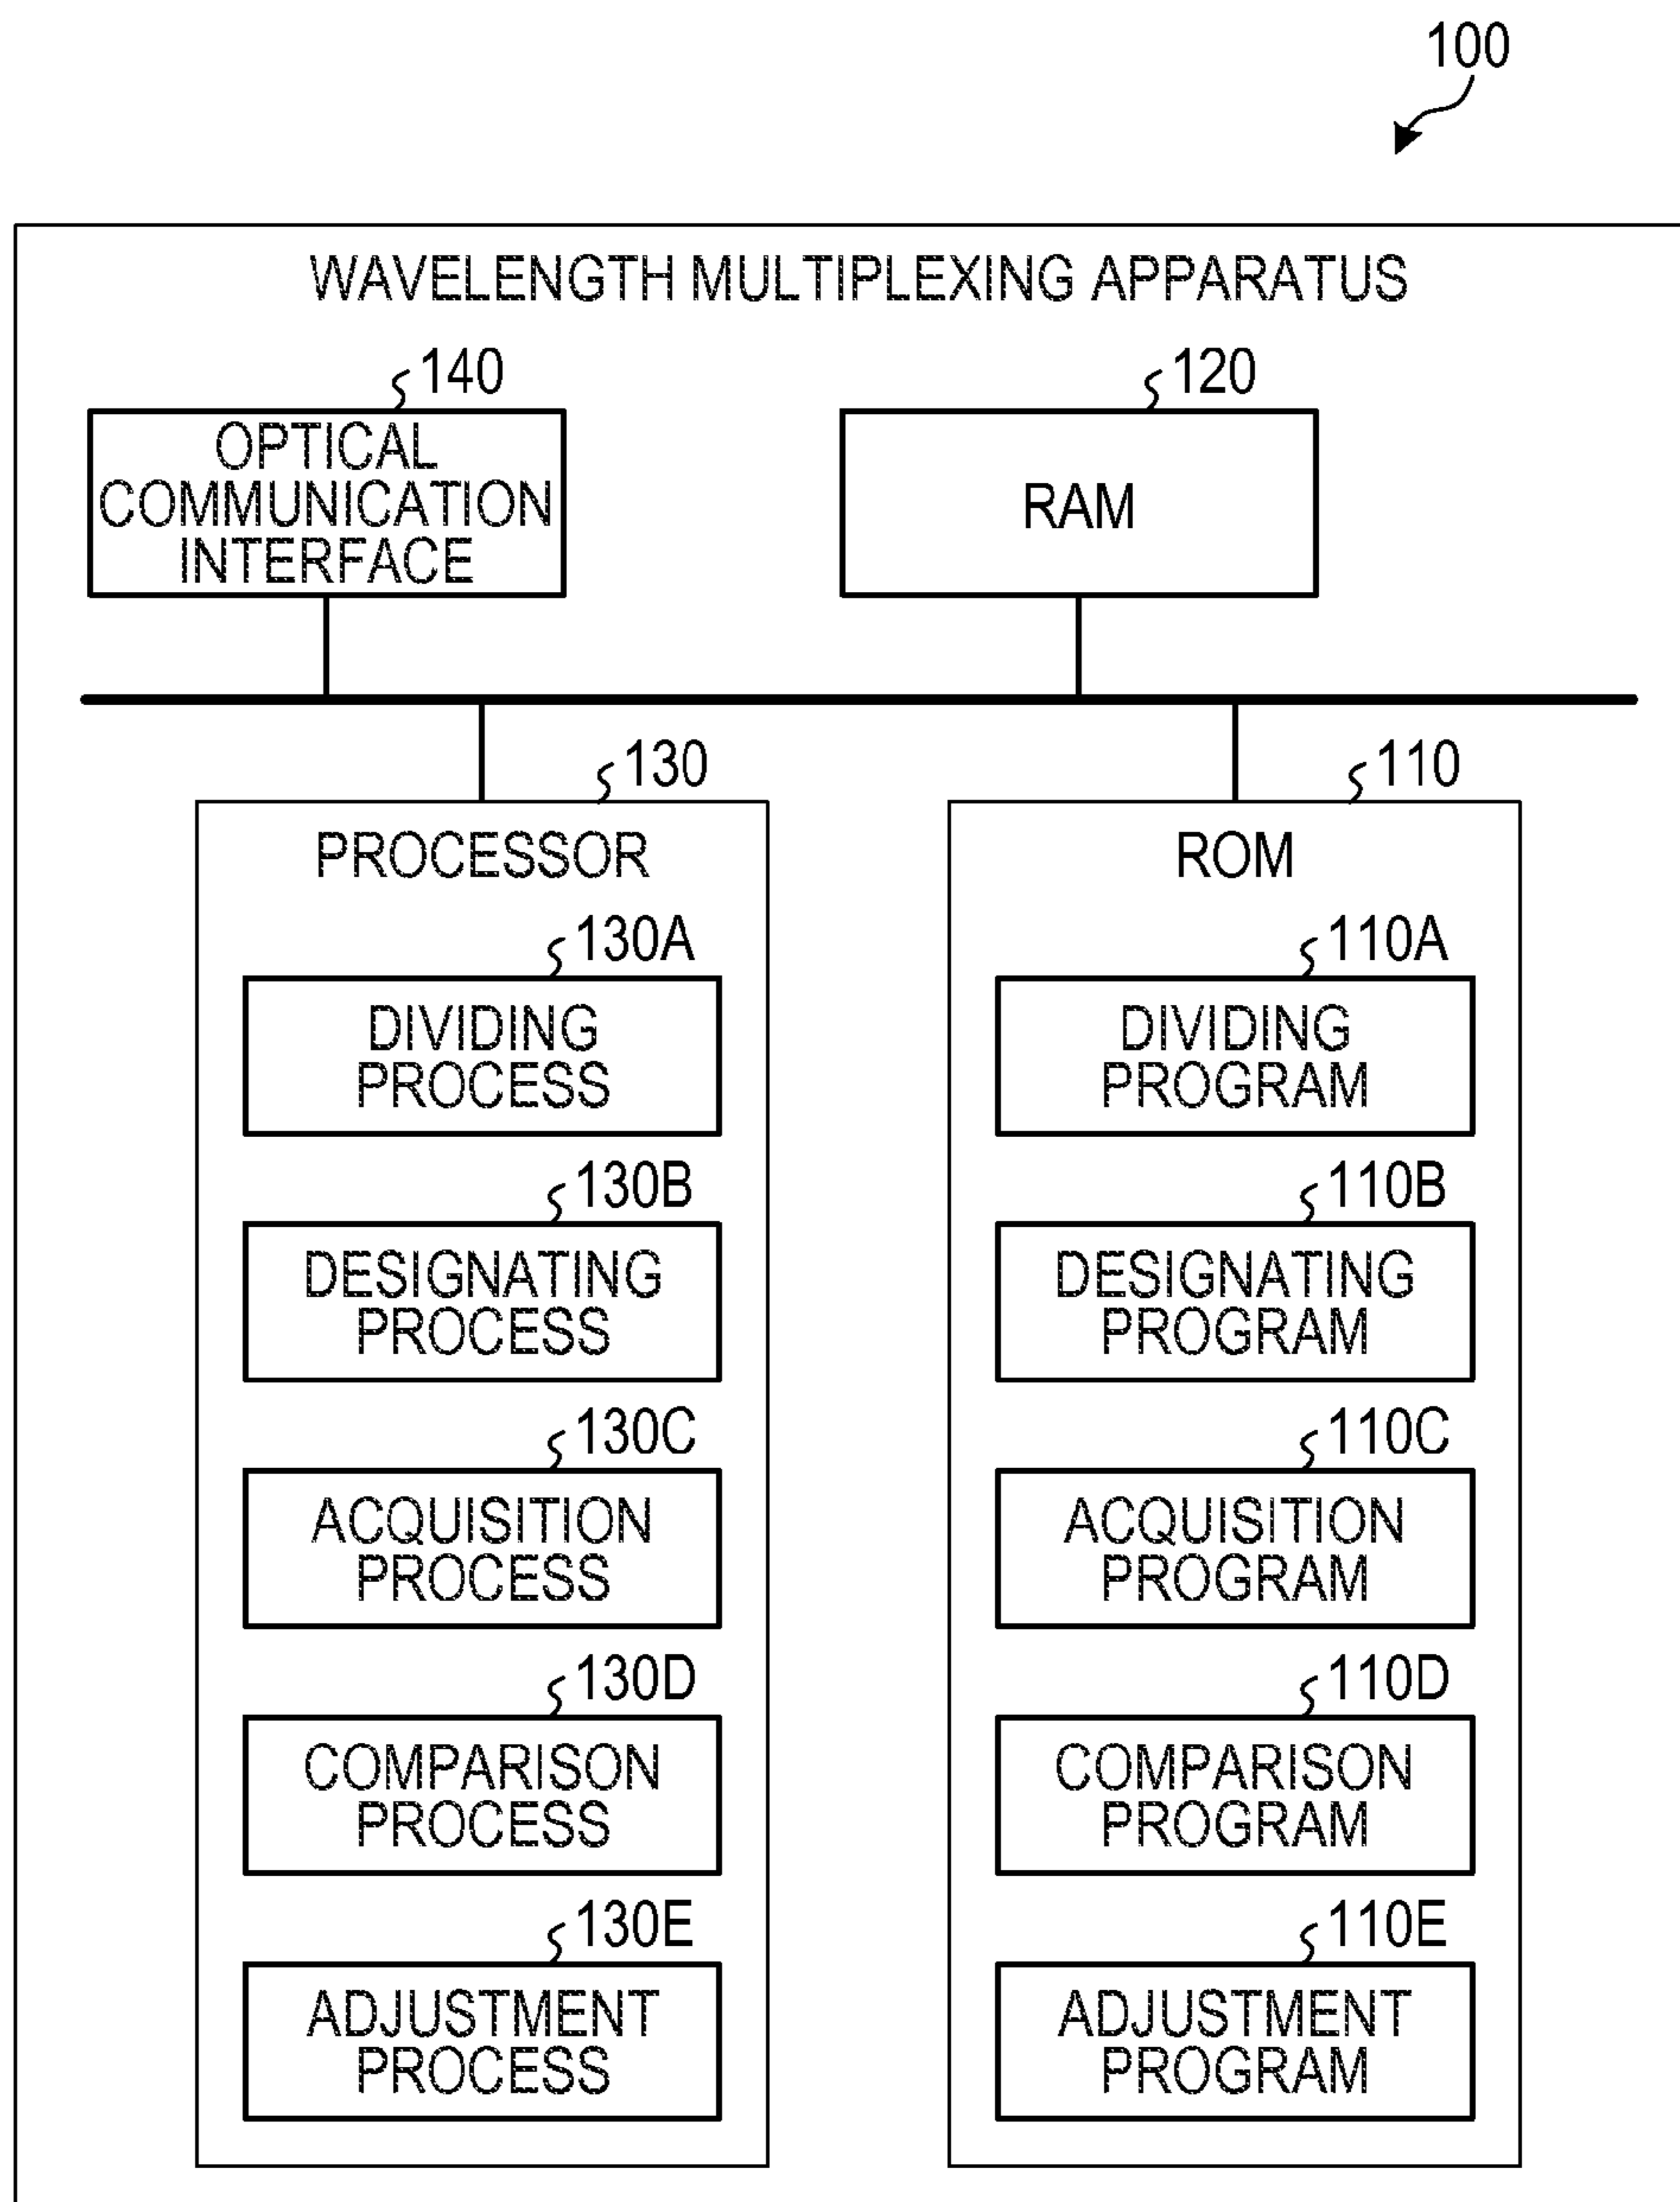 100
WAVELENGTH MULTIPLEXING APPARATUS
140
OPTICAL
COMMUNICATION
INTERFACE
120
RAM
130
PROCESSOR
130A
DIVIDING
PROCESS
130B
DESIGNATING
PROCESS
130C
ACQUISITION
PROCESS
130D
COMPARISON
PROCESS
130E
ADJUSTMENT
PROCESS
110
ROM
110A
DIVIDING
PROGRAM
110B
DESIGNATING
PROGRAM
110C
ACQUISITION
PROGRAM
110D
COMPARISON
PROGRAM
110E
ADJUSTMENT
PROGRAM